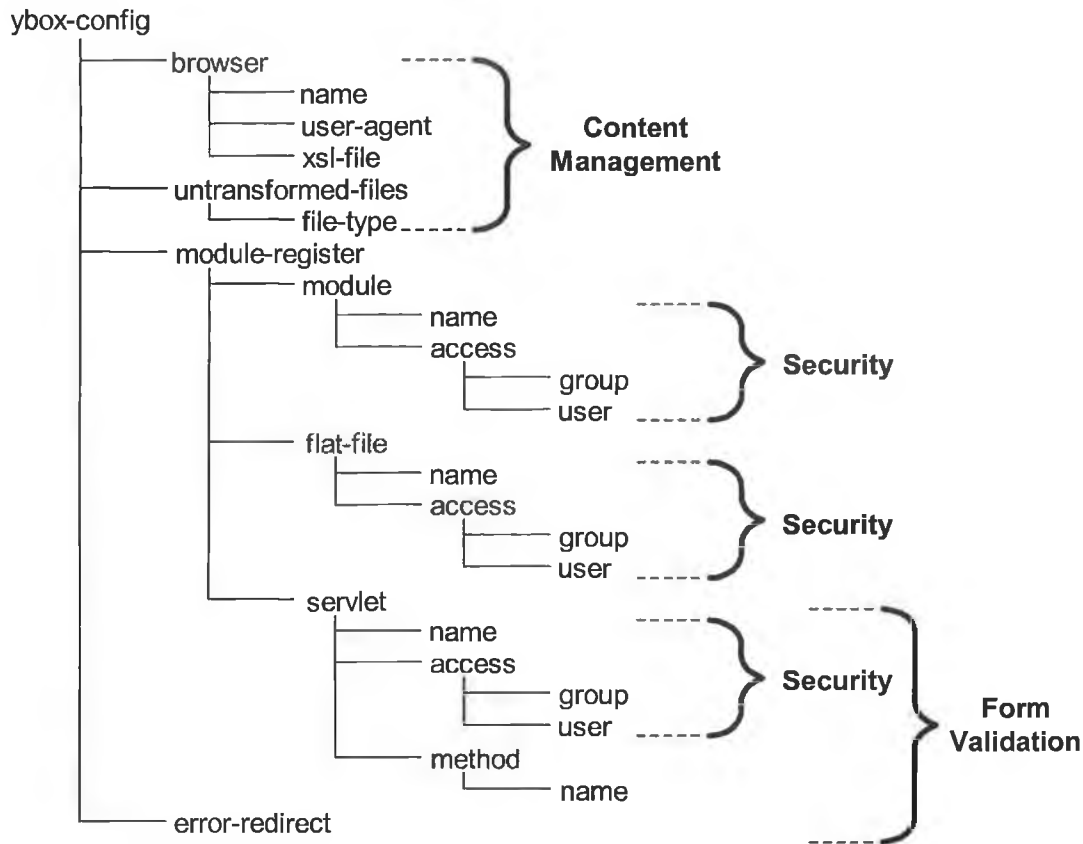 ybox-config
browser
name
user-agent
xsl-file
untransformed-files
file-type
Content
Management
module-register
module
name
access
group
user
Security
flat-file
name
access
group
user
Security
servlet
name
access
group
user
Security
method
name
Form
Validation
error-redirect